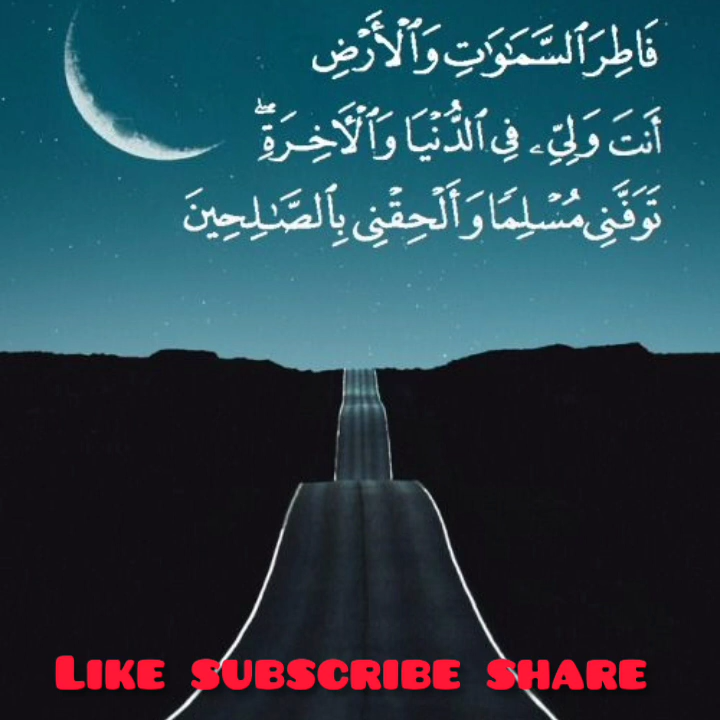 فَاطِرَ ٱلسَّمَٰوَٰتِ وَٱلْأَرْضِ
أَنتَ وَلِيِّۦ فِى ٱلدُّنْيَا وَٱلْـَٔاخِرَةِ ۖ
تَوَفَّنِى مُسْلِمًا وَأَلْحِقْنِى بِٱلصَّٰلِحِينَ
LIKE SUBSCRIBE SHARE